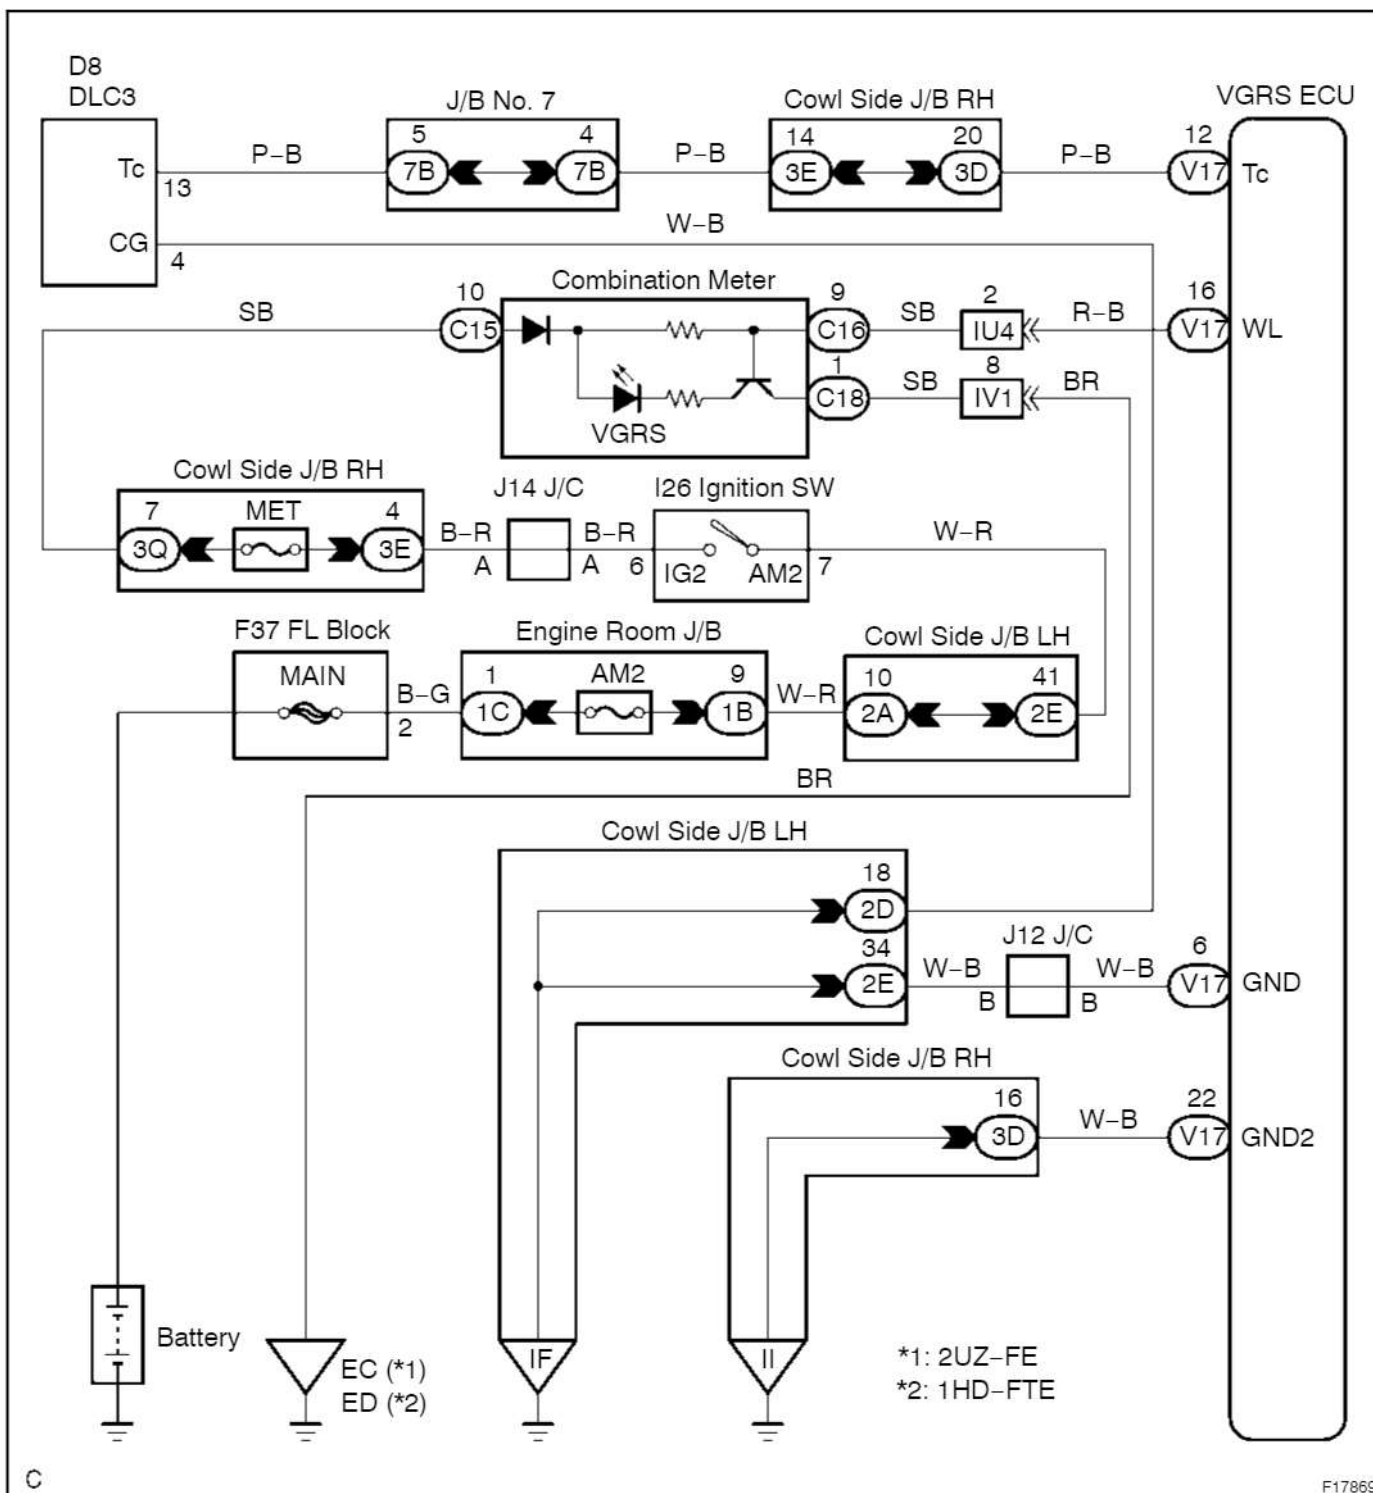 D8
DLC3
J/B No. 7
Cowl Side J/B RH
VGRS ECU
5
4
14
20
12
Tc
13
P−B
7B
7B
P−B
3E
3D
P−B
V17
Tc
CG
4
W−B
Combination Meter
10
9
2
16
SB
C15
C16
SB
IU4
R−B
V17
WL
1
8
VGRS
C18
SB
IV1
BR
Cowl Side J/B RH
J14 J/C
I26 Ignition SW
7
MET
4
3Q
3E
B−R
A
B−R
A
6
IG2
AM2
7
W−R
F37 FL Block
Engine Room J/B
Cowl Side J/B LH
MAIN
B−G
2
1
AM2
9
1C
1B
W−R
10
41
2A
2E
BR
Cowl Side J/B LH
18
2D
34
2E
W−B
B
J12 J/C
W−B
B
6
V17
GND
Cowl Side J/B RH
16
3D
W−B
22
V17
GND2
Battery
EC (*1)
ED (*2)
IF
II
*1: 2UZ−FE
*2: 1HD−FTE
C
F17869